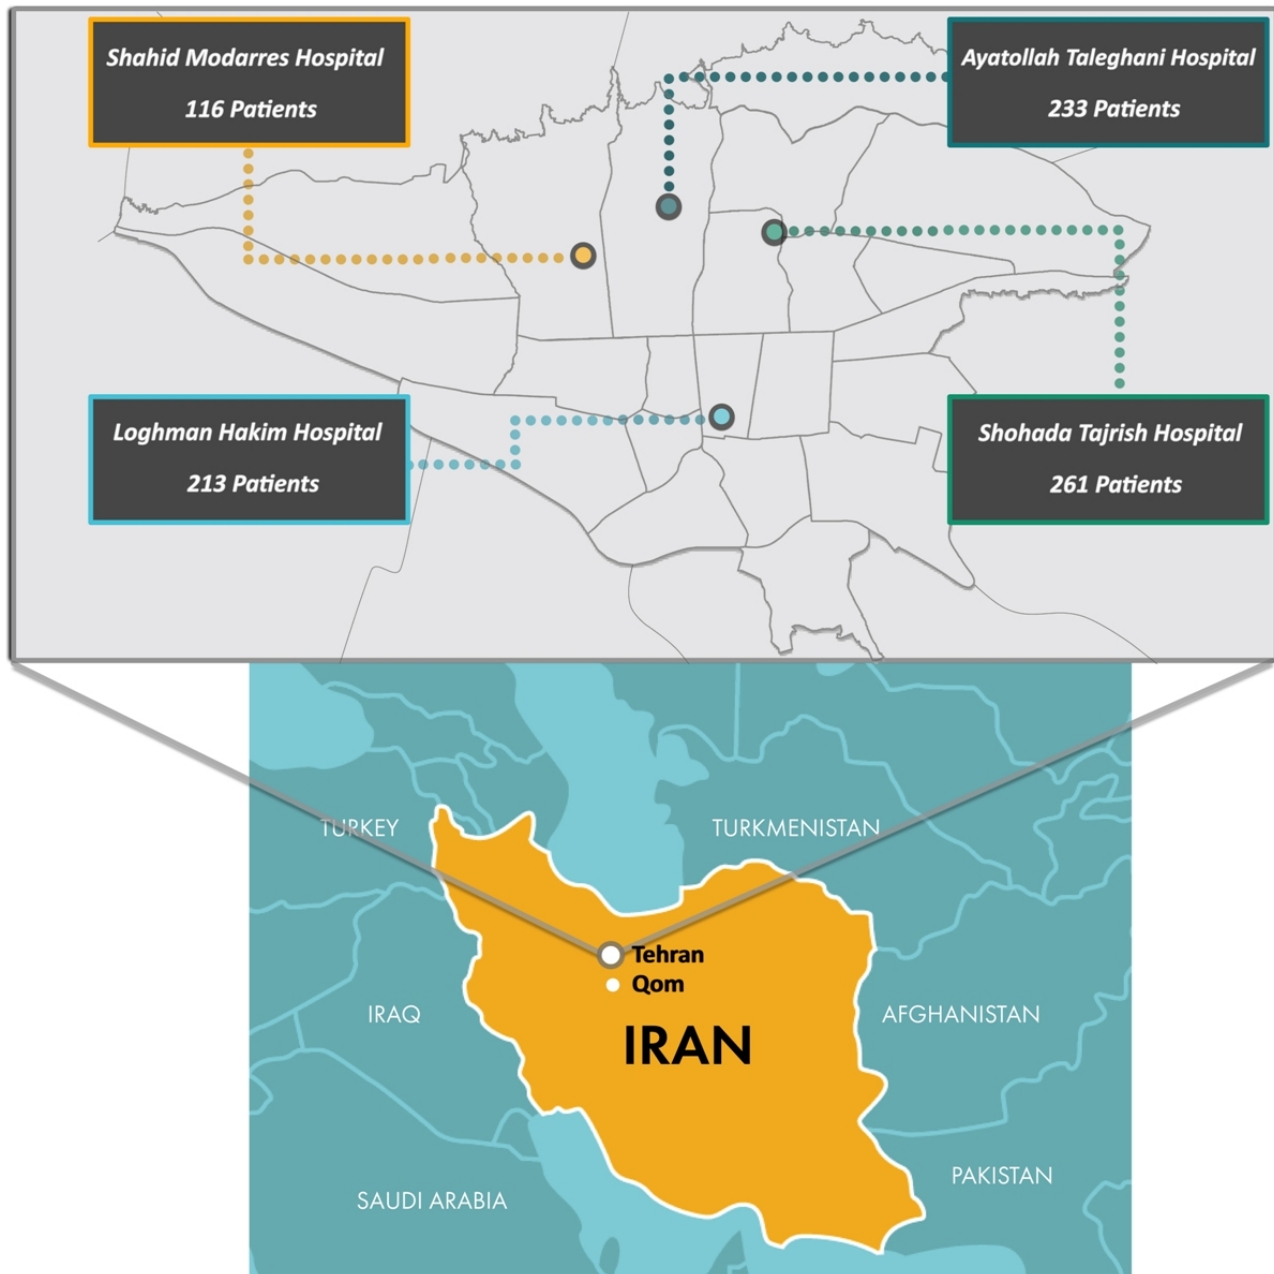 Shahid Modarres Hospital
116 Patients
Ayatollah Taleghani Hospital
233 Patients
Loghman Hakim Hospital
213 Patients
Shohada Tajrish Hospital
261 Patients
TURKEY
TURKMENISTAN
Tehran
Qom
IRAQ
AFGHANISTAN
IRAN
PAKISTAN
SAUDI ARABIA